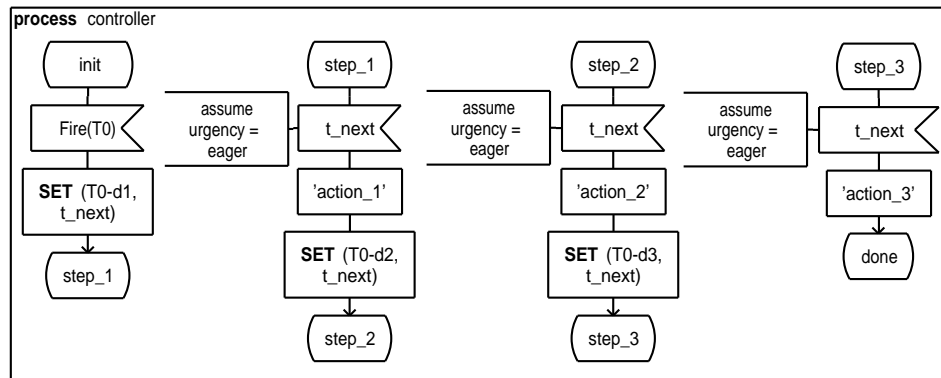 process controller
init
Fire(T0)
SET (T0-d1,
t_next)
step_1
assume
urgency =
eager
step_1
t_next
'action_1'
SET (T0-d2,
t_next)
step_2
assume
urgency =
eager
step_2
t_next
'action_2'
SET (T0-d3,
t_next)
step_3
assume
urgency =
eager
step_3
t_next
'action_3'
done